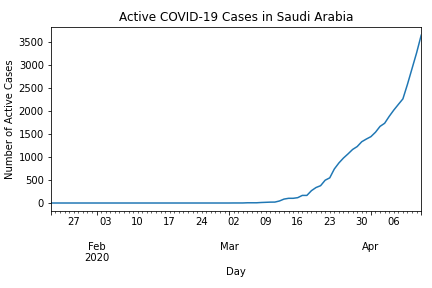 Active COVID-19 Cases in Saudi Arabia
Number of Active Cases
3500
3000
2500
2000
1500
1000
500
0
27 03 10 17 24 02 09 16 23 30 06
Feb Mar Apr
2020
Day